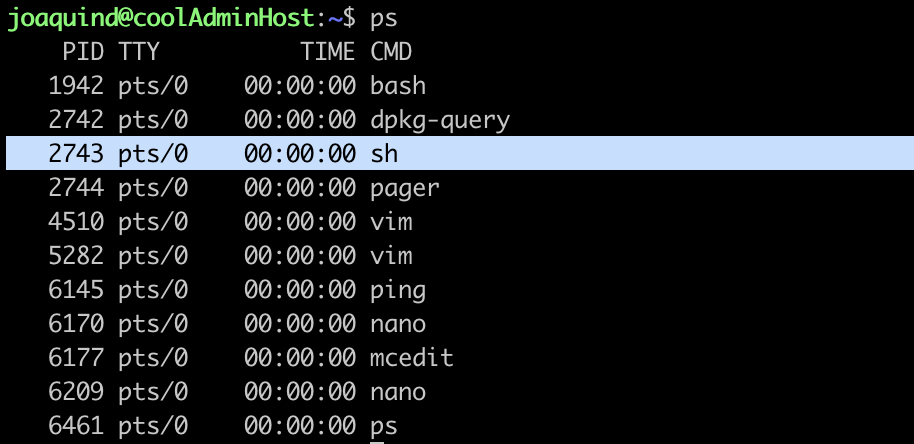 joaquind@coolAdminHost:~$ ps
PID TTY TIME CMD
1942 pts/0 00:00:00 bash
2742 pts/0 00:00:00 dpkg-query
2743 pts/0 00:00:00 sh
2744 pts/0 00:00:00 pager
4510 pts/0 00:00:00 vim
5282 pts/0 00:00:00 vim
6145 pts/0 00:00:00 ping
6170 pts/0 00:00:00 nano
6177 pts/0 00:00:00 mcedit
6209 pts/0 00:00:00 nano
6461 pts/0 00:00:00 ps